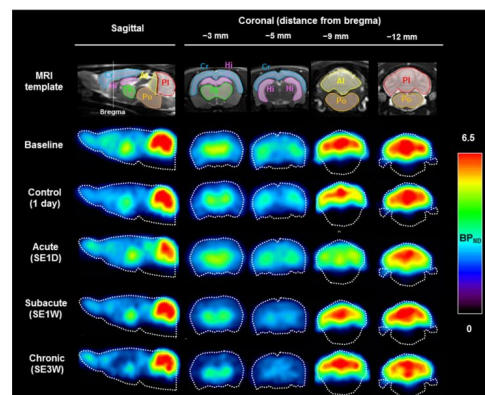 Sagittal
Coronal (distance from bregma)
−3 mm −5 mm −9 mm −12 mm
MRI
template
Cr Hi Cr
Al Pl
Hi Hi
Po Po Po
Bregma
Al Pl
Baseline
Control
(1 day)
Acute
(SE1D)
Subacute
(SE1W)
Chronic
(SE3W)
6.5
BPND
0